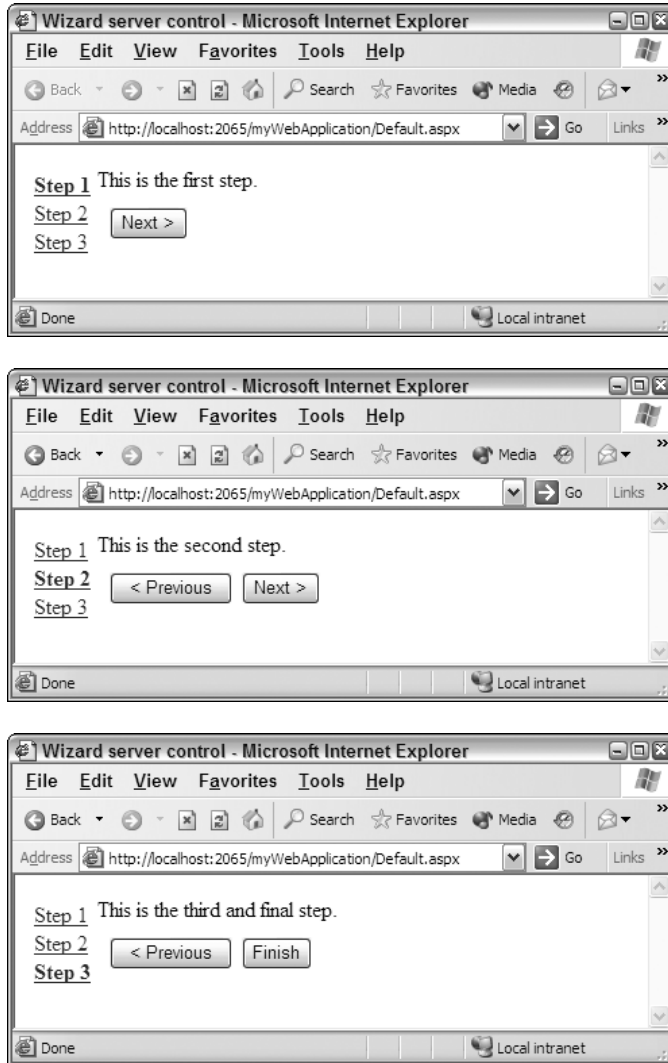 Wizard server control - Microsoft Internet Explorer
File Edit View Favorites Tools Help
Back Search Favorites Media
Address http://localhost:2065/myWebApplication/Default.aspx Go Links
Step 1 This is the first step.
Step 2 Next >
Step 3
Done Local intranet
Wizard server control - Microsoft Internet Explorer
File Edit View Favorites Tools Help
Back Search Favorites Media
Address http://localhost:2065/myWebApplication/Default.aspx Go Links
Step 1 This is the second step.
Step 2 < Previous Next >
Step 3
Done Local intranet
Wizard server control - Microsoft Internet Explorer
File Edit View Favorites Tools Help
Back Search Favorites Media
Address http://localhost:2065/myWebApplication/Default.aspx Go Links
Step 1 This is the third and final step.
Step 2 < Previous Finish
Step 3
Done Local intranet